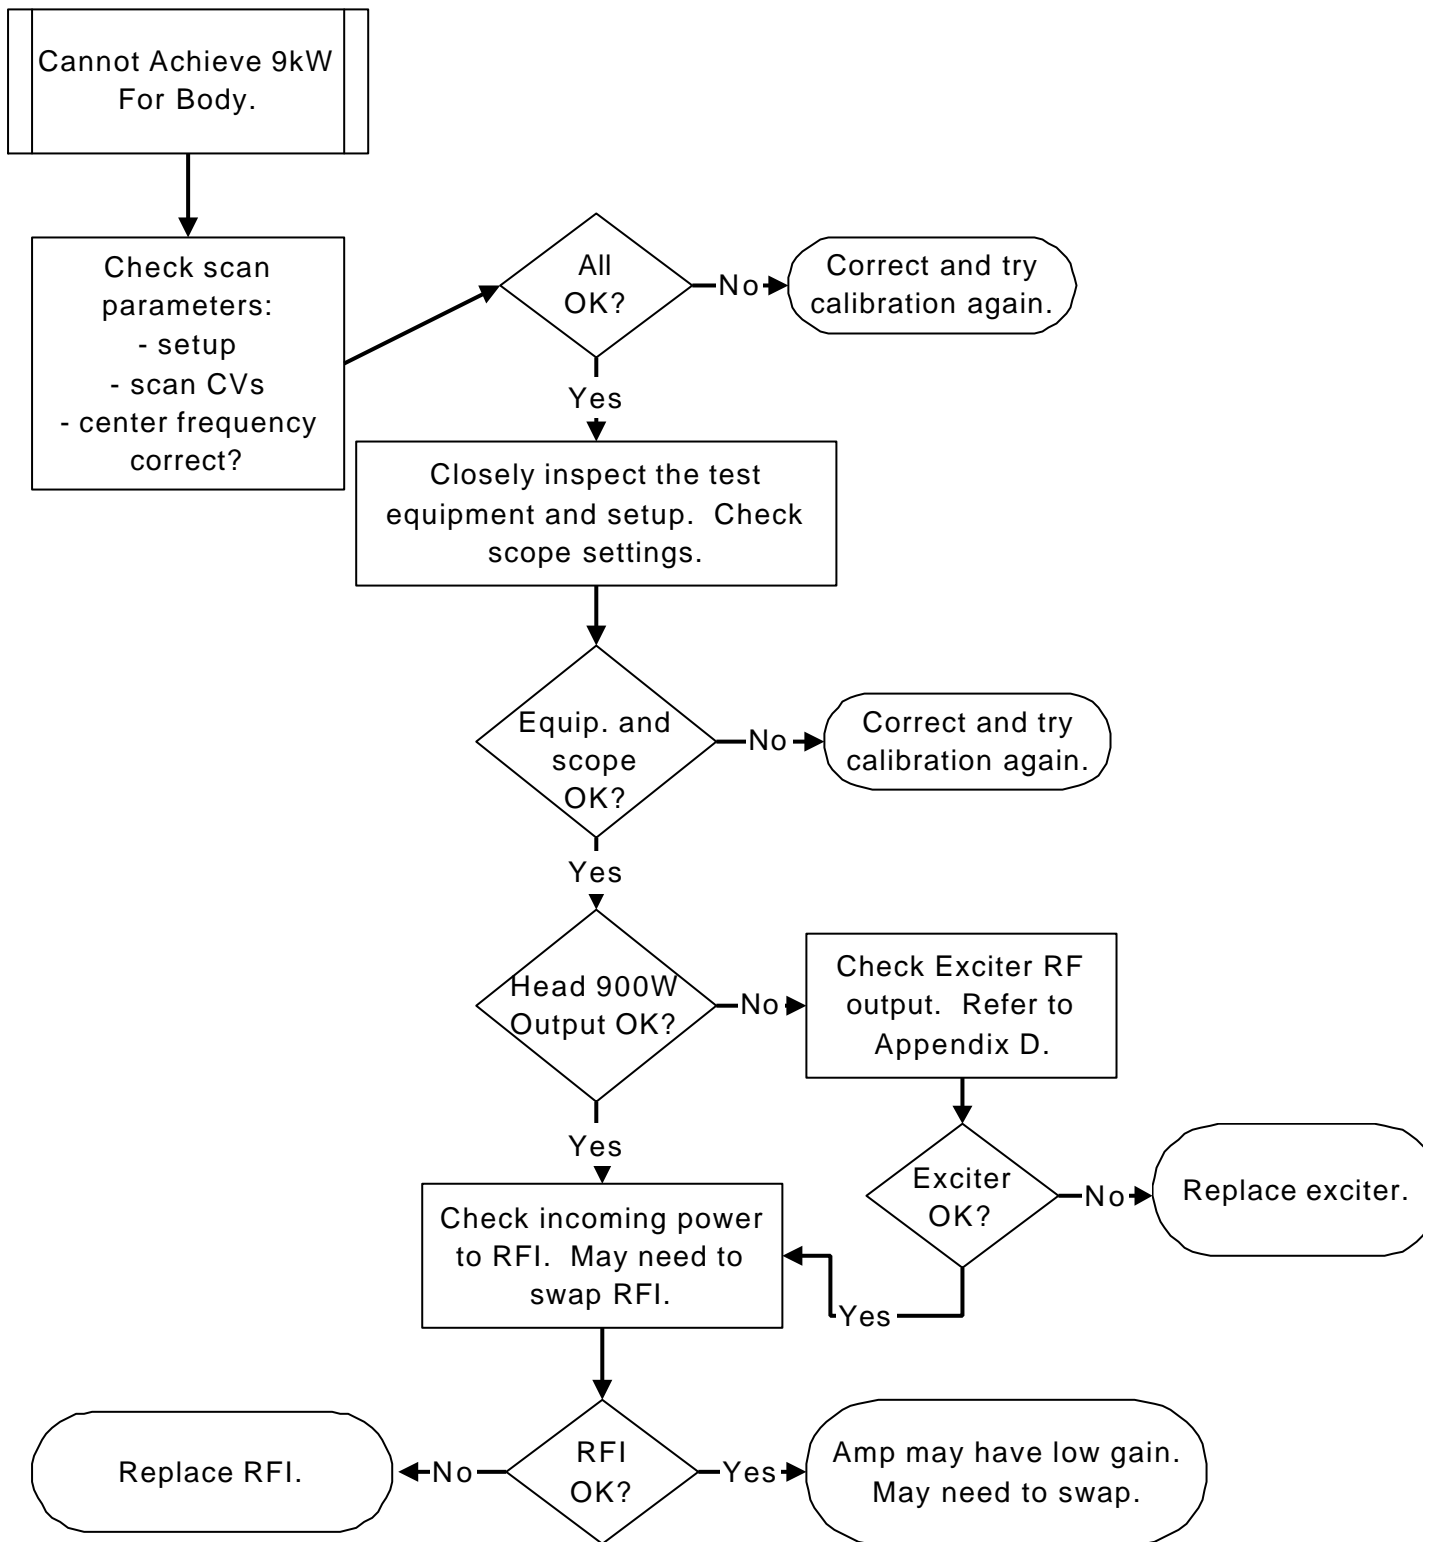 Cannot Achieve 9kW
For Body.
Check scan
parameters:
- setup
- scan CVs
- center frequency
correct?
All
OK?
No
Correct and try
calibration again.
Yes
Closely inspect the test
equipment and setup. Check
scope settings.
Equip. and
scope
OK?
No
Correct and try
calibration again.
Yes
Head 900W
Output OK?
No
Check Exciter RF
output. Refer to
Appendix D.
Yes
Exciter
OK?
No
Replace exciter.
Check incoming power
to RFI. May need to
swap RFI.
Yes
RFI
OK?
No
Replace RFI.
Yes
Amp may have low gain.
May need to swap.